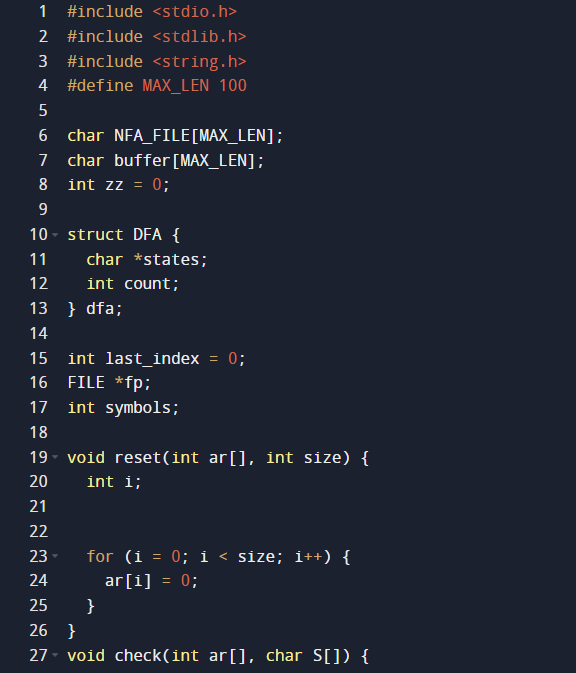 1 #include <stdio.h>
2 #include <stdlib.h>
3 #include <string.h>
4 #define MAX_LEN 100
5
6 char NFA_FILE[MAX_LEN];
7 char buffer[MAX_LEN];
8 int zz = 0;
9
10 struct DFA {
11   char *states;
12   int count;
13 } dfa;
14
15 int last_index = 0;
16 FILE *fp;
17 int symbols;
18
19 void reset(int ar[], int size) {
20   int i;
21
22
23   for (i = 0; i < size; i++) {
24     ar[i] = 0;
25   }
26 }
27 void check(int ar[], char S[]) {